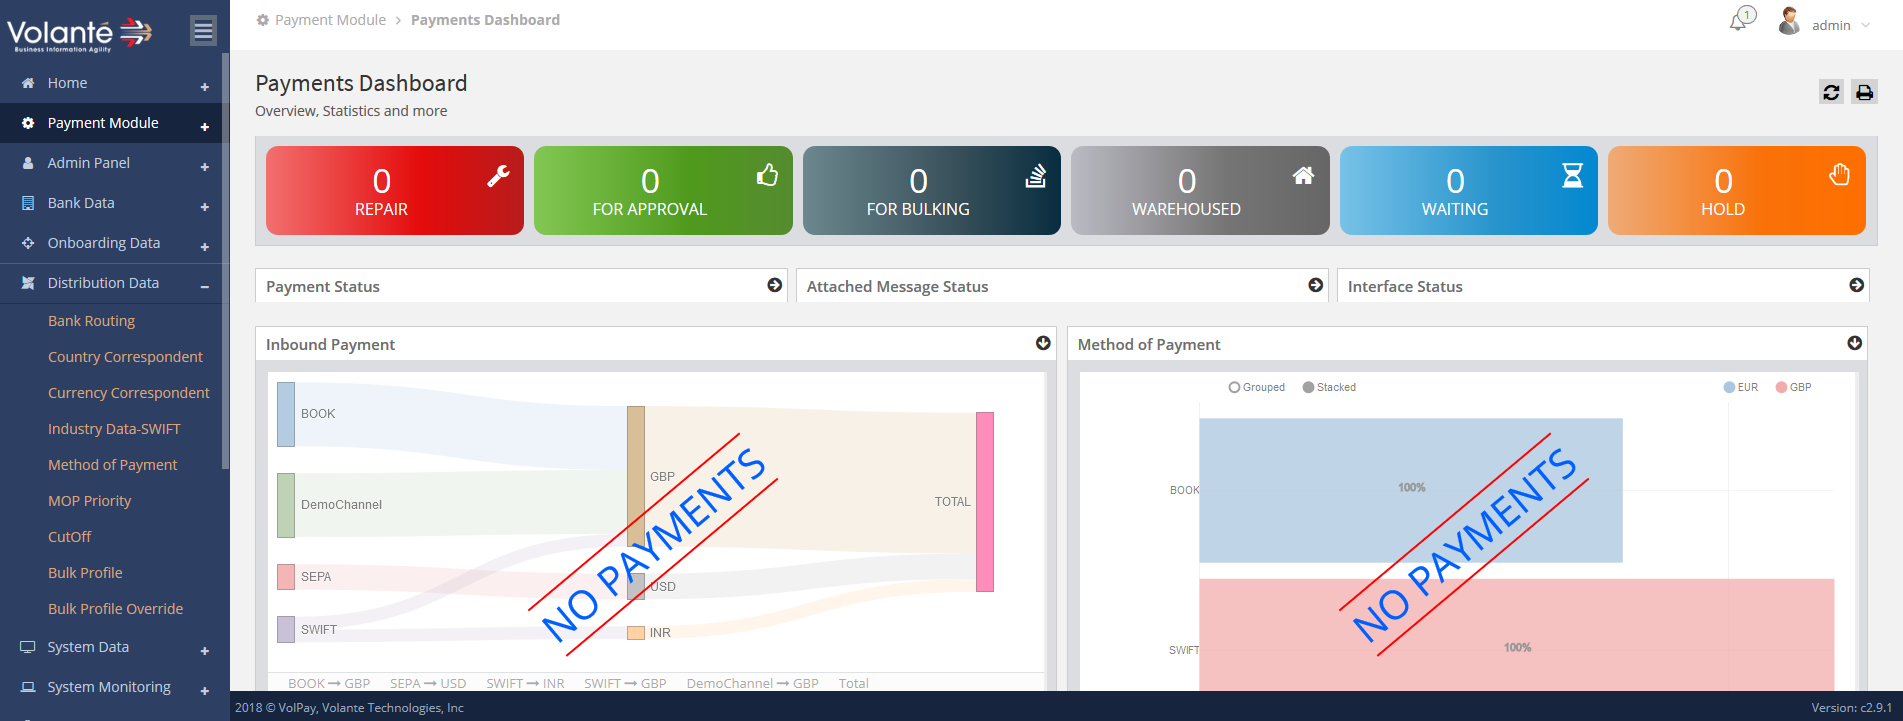 Volanté
Business Information Agility
Home
Payment Module
Admin Panel
Bank Data
Onboarding Data
Distribution Data
Bank Routing
Country Correspondent
Currency Correspondent
Industry Data-SWIFT
Method of Payment
MOP Priority
CutOff
Bulk Profile
Bulk Profile Override
System Data
System Monitoring
Payment Module > Payments Dashboard
1
admin
Payments Dashboard
Overview, Statistics and more
0
REPAIR
0
FOR APPROVAL
0
FOR BULKING
0
WAREHOUSED
0
WAITING
0
HOLD
Payment Status
Attached Message Status
Interface Status
Inbound Payment
BOOK
DemoChannel
SEPA
SWIFT
GBP
USD
INR
TOTAL
NO PAYMENTS
BOOK → GBP SEPA → USD SWIFT → INR SWIFT → GBP DemoChannel → GBP Total
Method of Payment
Grouped Stacked
EUR GBP
BOOK
100%
SWIFT
100%
NO PAYMENTS
2018 © VolPay, Volante Technologies, Inc
Version: c2.9.1